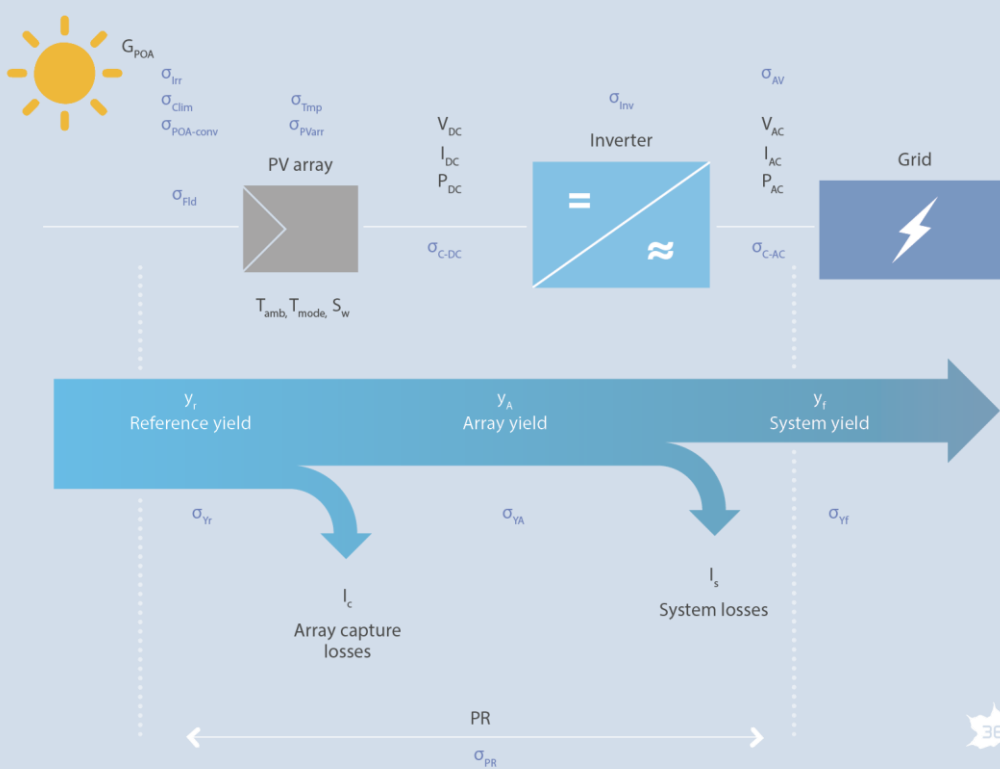 G_POA
σ_Irr
σ_Clim
σ_POA-conv
σ_Tmp
σ_PVarr
PV array
σ_Fld
V_DC
I_DC
P_DC
σ_C-DC
σ_Inv
Inverter
=
≈
σ_AV
V_AC
I_AC
P_AC
σ_C-AC
Grid
T_amb, T_mode, S_w
y_r
Reference yield
y_A
Array yield
y_f
System yield
σ_Yr
σ_YA
σ_Yf
I_c
Array capture
losses
I_s
System losses
PR
σ_PR